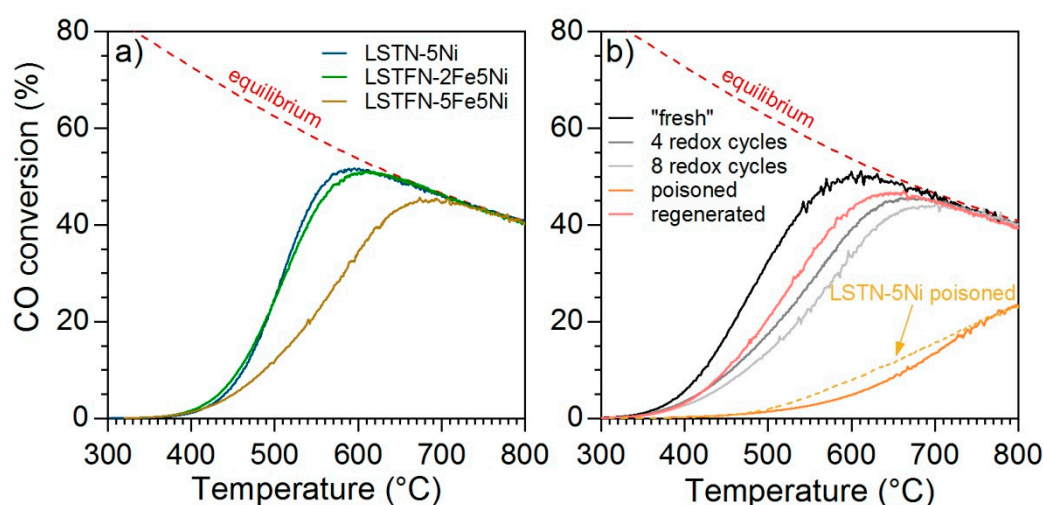 a)
equilibrium
LSTN-5Ni
LSTFN-2Fe5Ni
LSTFN-5Fe5Ni
CO conversion (%)
80
60
40
20
0
300 400 500 600 700 800
Temperature (°C)
b)
equilibrium
"fresh"
4 redox cycles
8 redox cycles
poisoned
regenerated
LSTN-5Ni poisoned
80
60
40
20
0
300 400 500 600 700 800
Temperature (°C)